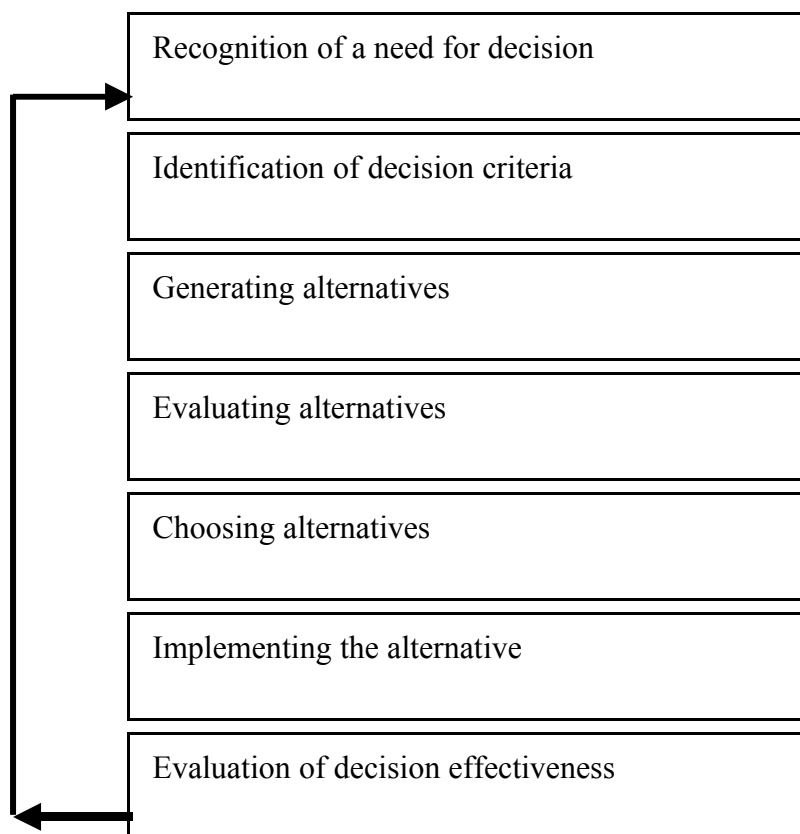 Recognition of a need for decision
Identification of decision criteria
Generating alternatives
Evaluating alternatives
Choosing alternatives
Implementing the alternative
Evaluation of decision effectiveness